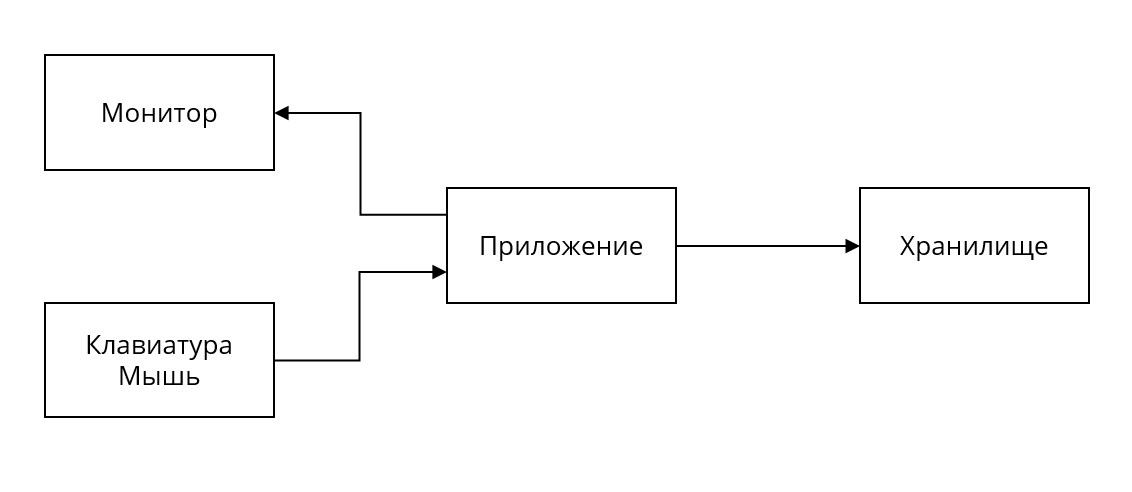 Монитор
Приложение
Хранилище
Клавиатура
Мышь